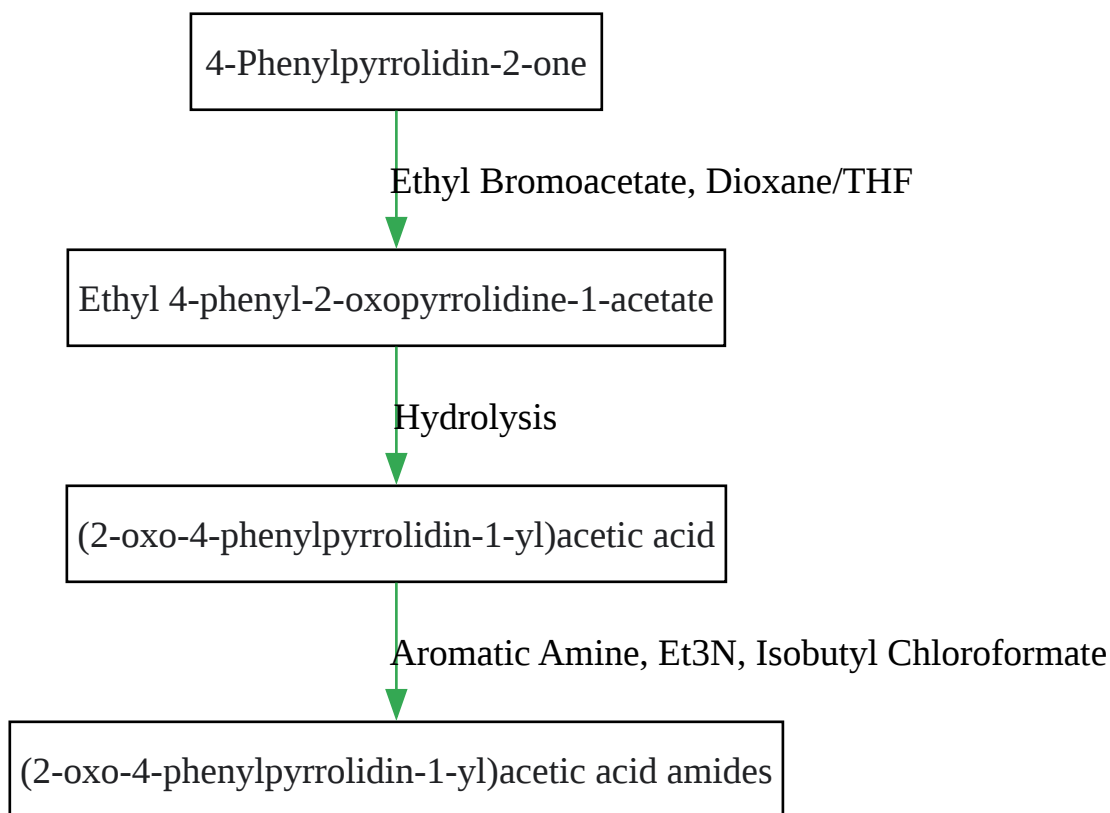 4-Phenylpyrrolidin-2-one
Ethyl Bromoacetate, Dioxane/THF
Ethyl 4-phenyl-2-oxopyrrolidine-1-acetate
Hydrolysis
(2-oxo-4-phenylpyrrolidin-1-yl)acetic acid
Aromatic Amine, Et3N, Isobutyl Chloroformate
(2-oxo-4-phenylpyrrolidin-1-yl)acetic acid amides